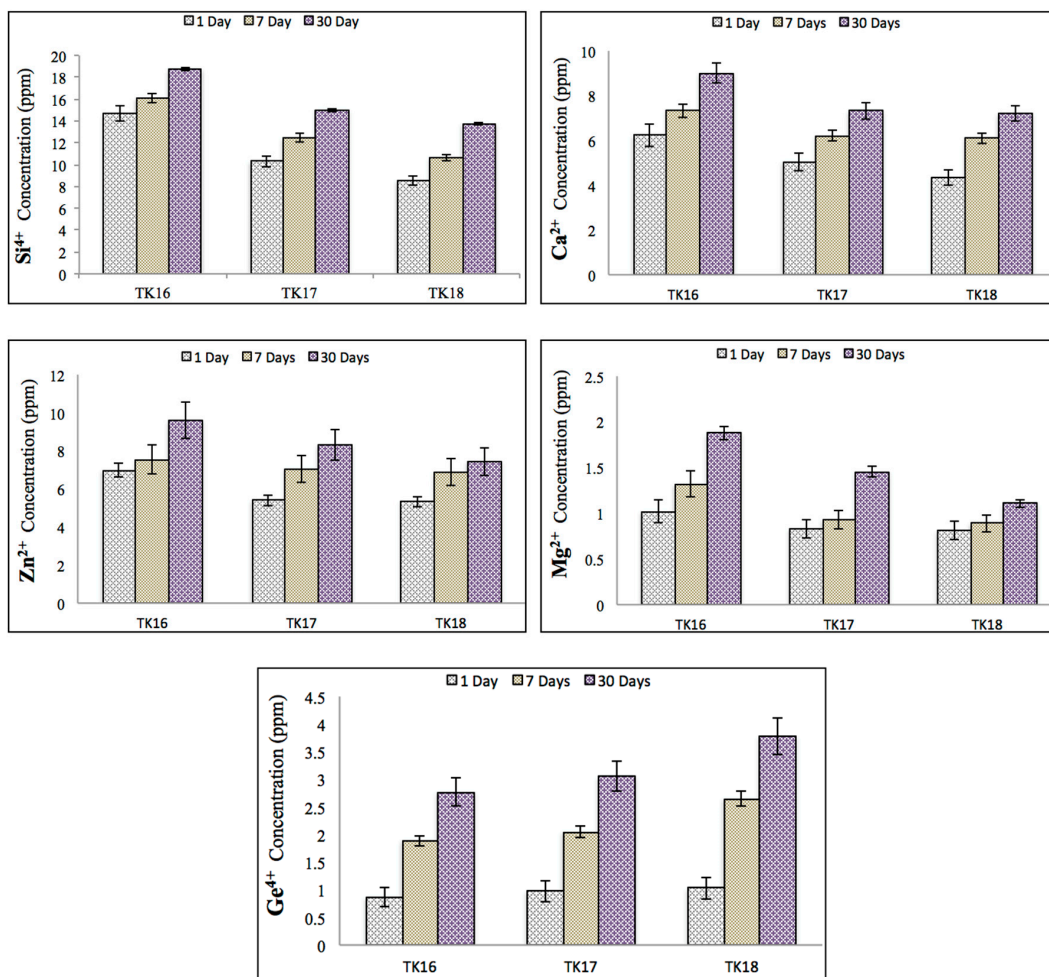 1 Day 7 Day 30 Day
Si4+ Concentration (ppm)
20
18
16
14
12
10
8
6
4
2
0
TK16 TK17 TK18
1 Day 7 Days 30 Days
Ca2+ Concentration (ppm)
10
8
6
4
2
0
TK16 TK17 TK18
1 Day 7 Days 30 Days
Zn2+ Concentration (ppm)
12
10
8
6
4
2
0
TK16 TK17 TK18
1 Day 7 Days 30 Days
Mg2+ Concentration (ppm)
2.5
2
1.5
1
0.5
0
TK16 TK17 TK18
1 Day 7 Days 30 Days
Ge4+ Concentration (ppm)
4.5
4
3.5
3
2.5
2
1.5
1
0.5
0
TK16 TK17 TK18